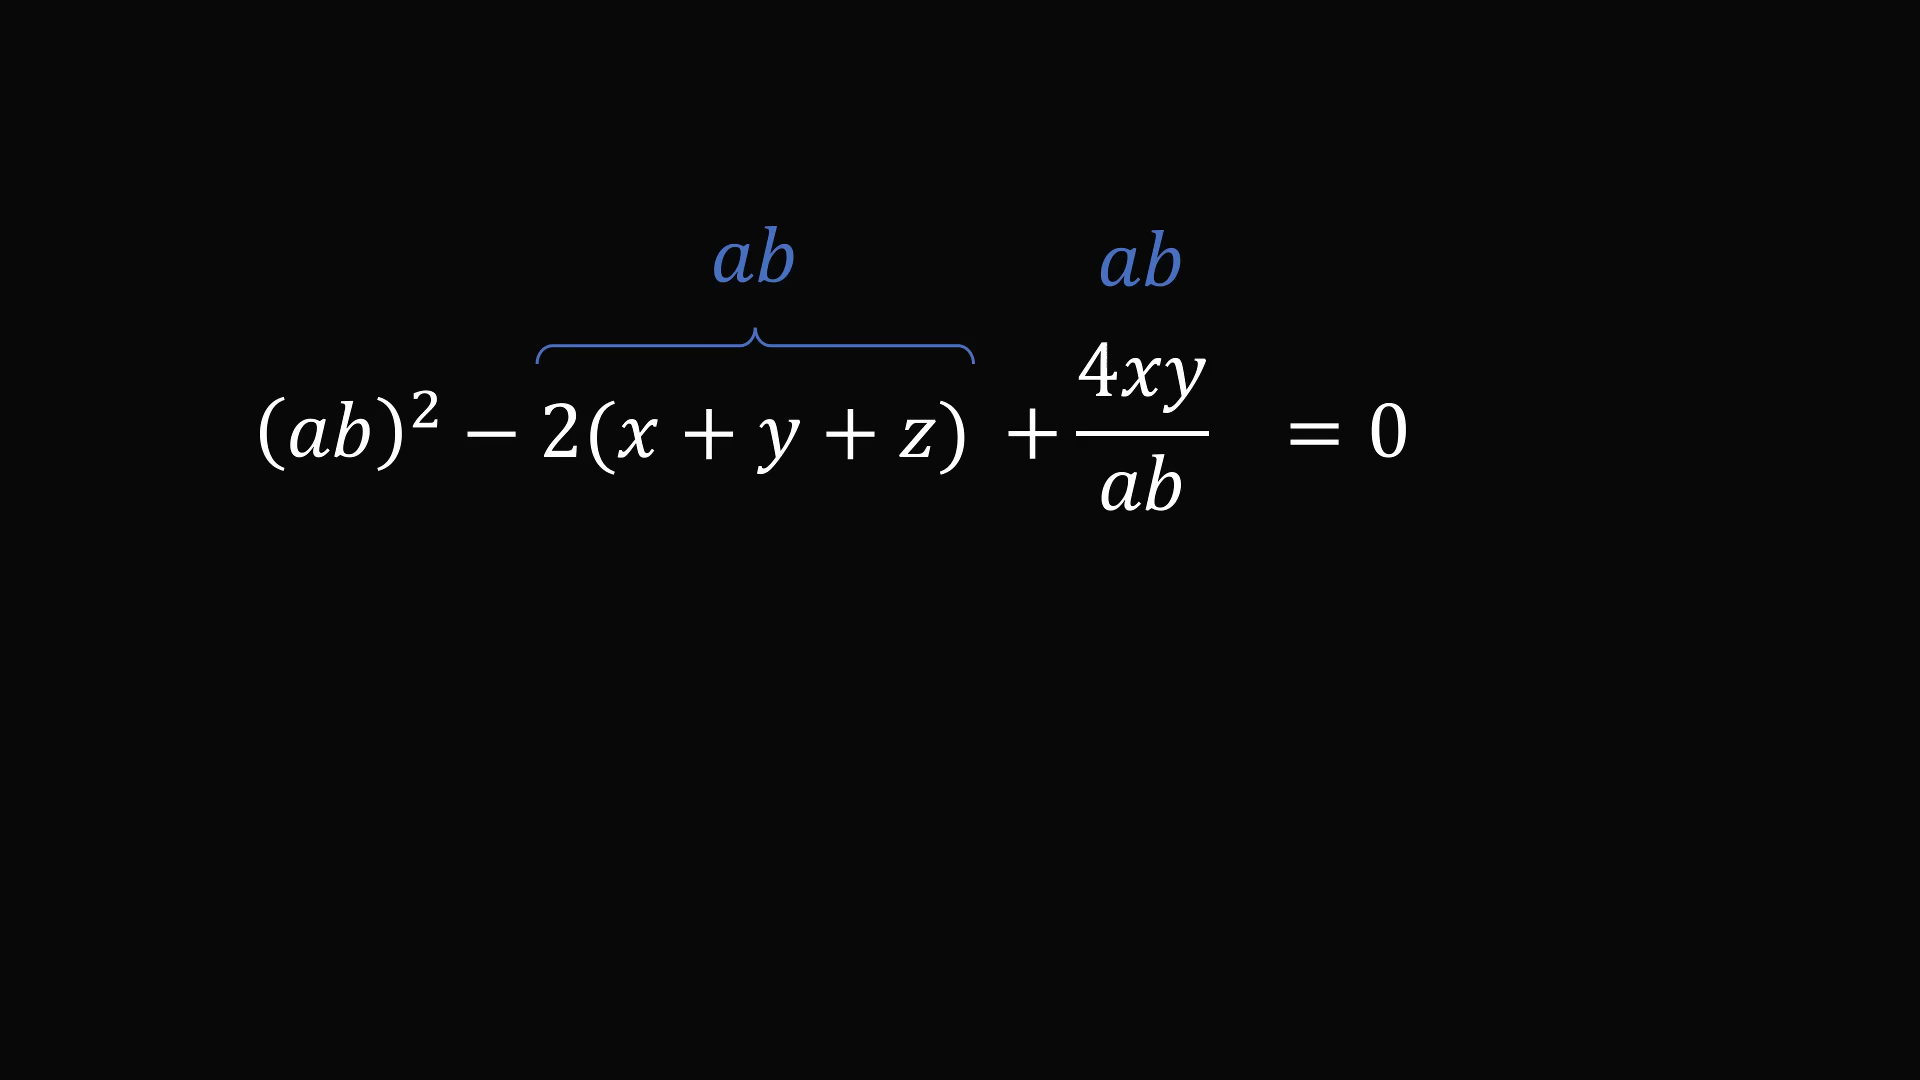 ab ab
(ab)² − 2(x + y + z) + 4xy/ab = 0